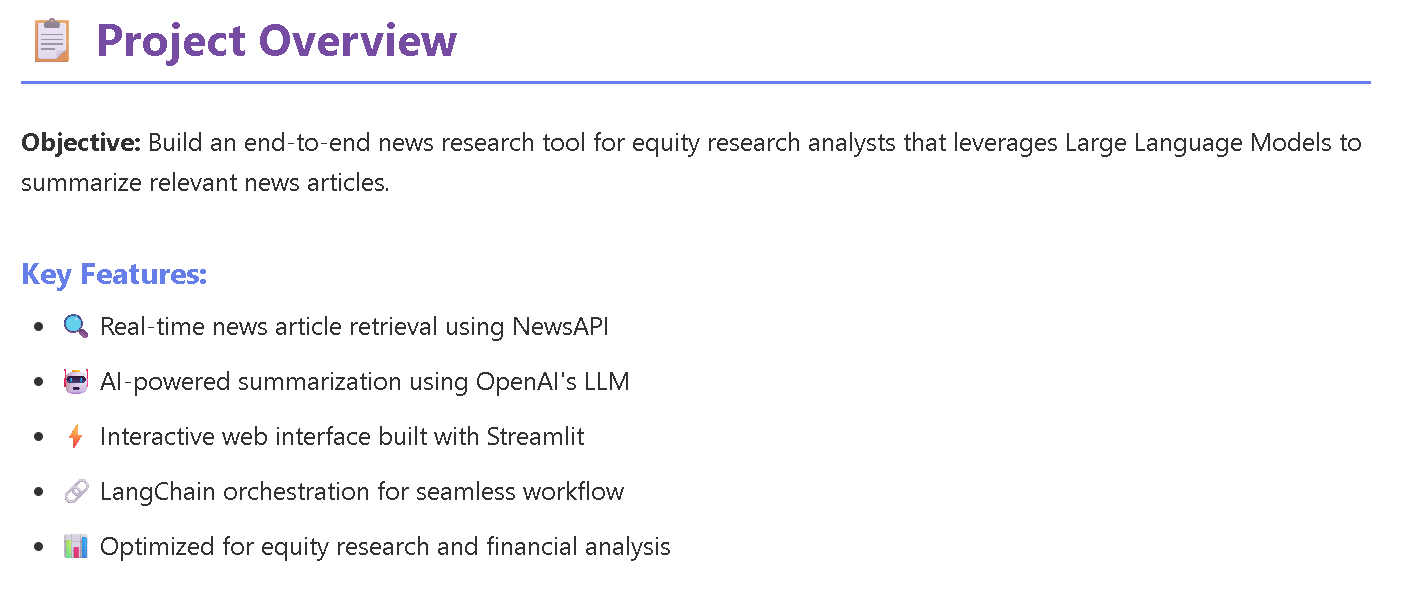 Project Overview
Objective: Build an end-to-end news research tool for equity research analysts that leverages Large Language Models to
summarize relevant news articles.
Key Features:
• Real-time news article retrieval using NewsAPI
• AI-powered summarization using OpenAI's LLM
• Interactive web interface built with Streamlit
• LangChain orchestration for seamless workflow
• Optimized for equity research and financial analysis